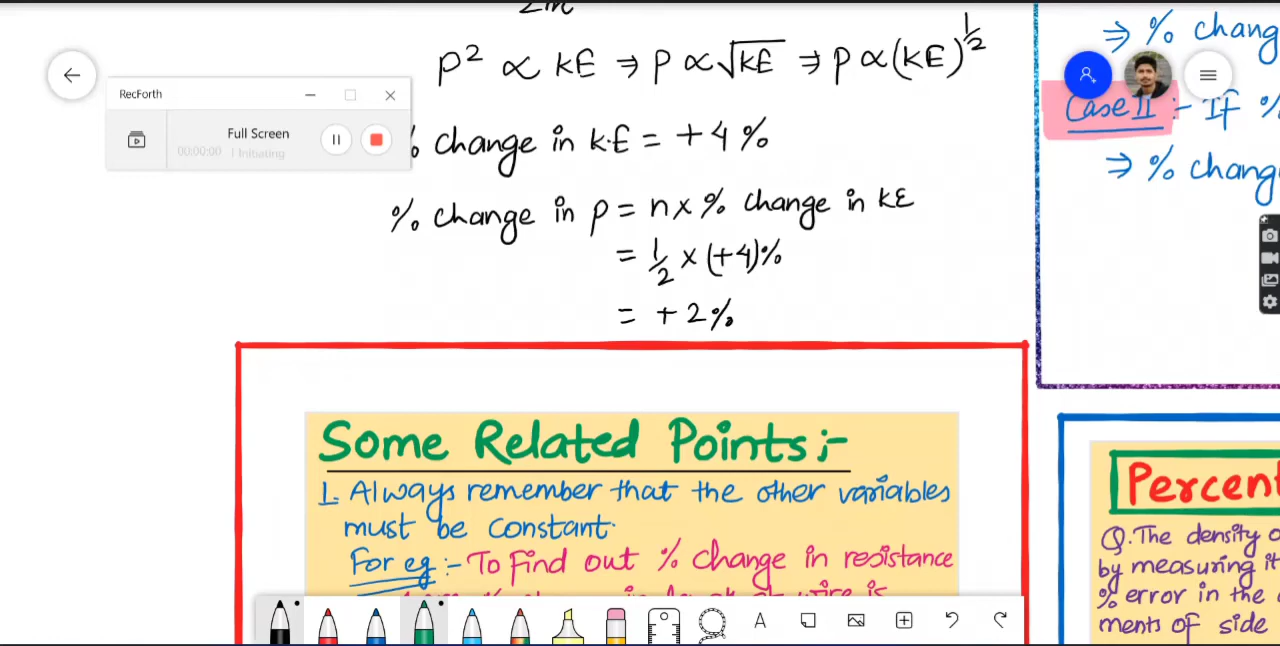 2m
P² ∝ KE ⇒ P ∝ √KE ⇒ P ∝ (KE)^1/2
RecForth
Full Screen
00:00:00 | Initiating
% change in K.E = +4%
% change in P = n × % change in KE
= 1/2 × (+4)%
= +2%
Some Related Points:-
1. Always remember that the other variables
must be constant.
For eg:- To find out % change in resistance
wire is
⇒ % chang
Case II :- If %
⇒ % chang
Percent
Q. The density o
by measuring it
% error in the
ments of side
A